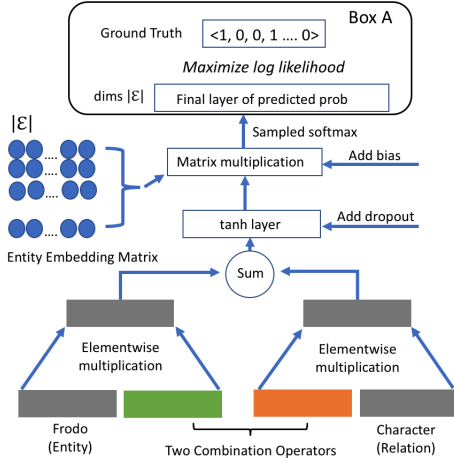 Box A
Ground Truth
<1, 0, 0, 1 .... 0>
Maximize log likelihood
dims |ℰ|
Final layer of predicted prob
|ℰ|
Sampled softmax
Matrix multiplication
Add bias
....
....
....
....
Add dropout
tanh layer
Entity Embedding Matrix
Sum
Elementwise
multiplication
Elementwise
multiplication
Frodo
(Entity)
Two Combination Operators
Character
(Relation)